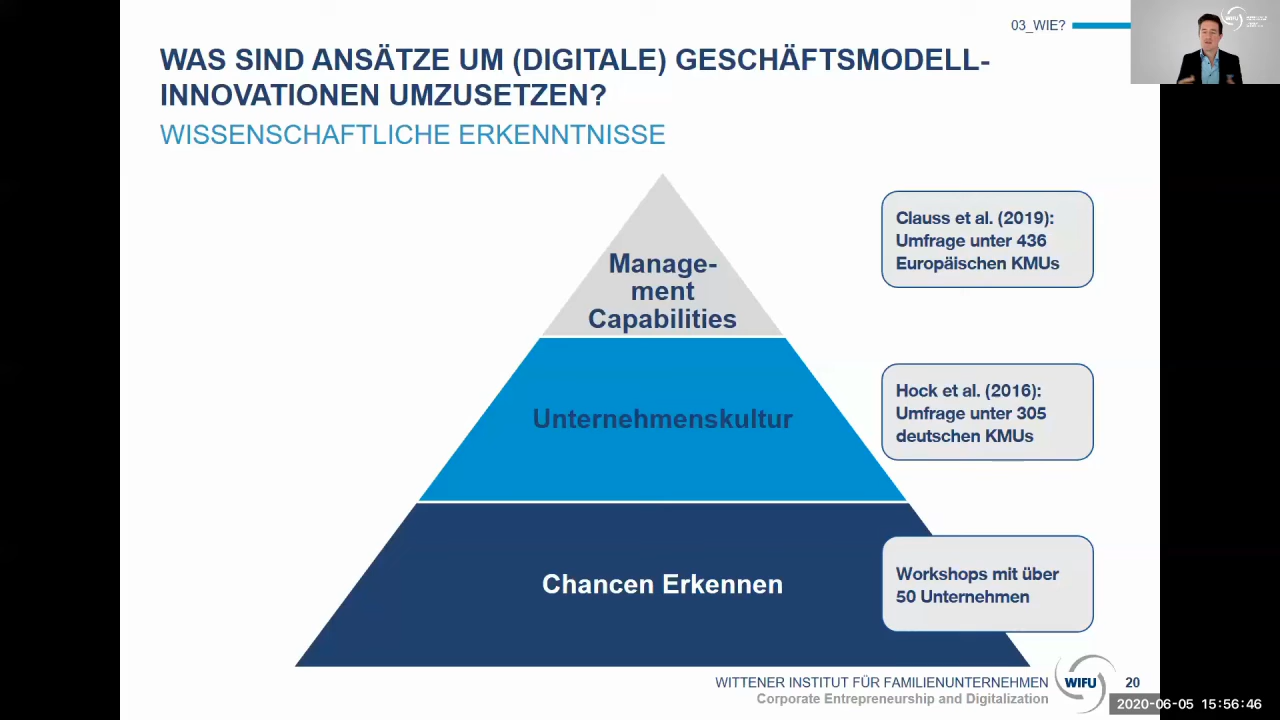 03_WIE?
WIFU
WAS SIND ANSÄTZE UM (DIGITALE) GESCHÄFTSMODELL-
INNOVATIONEN UMZUSETZEN?
WISSENSCHAFTLICHE ERKENNTNISSE
Manage-
ment
Capabilities
Clauss et al. (2019):
Umfrage unter 436
Europäischen KMUs
Unternehmenskultur
Hock et al. (2016):
Umfrage unter 305
deutschen KMUs
Chancen Erkennen
Workshops mit über
50 Unternehmen
WITTENER INSTITUT FÜR FAMILIENUNTERNEHMEN
Corporate Entrepreneurship and Digitalization
WIFU
20
2020-06-05 15:56:46